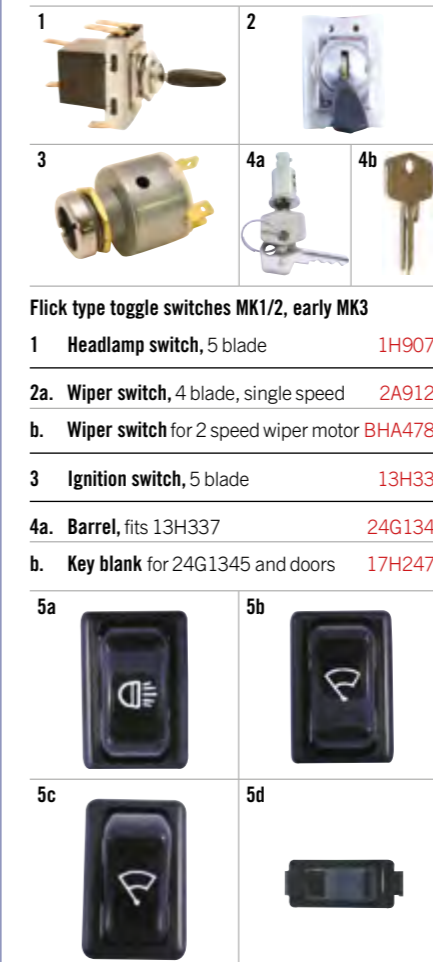 1
2
3
4a
4b
Flick type toggle switches MK1/2, early MK3
1 Headlamp switch, 5 blade 1H907
2a. Wiper switch, 4 blade, single speed 2A912
b. Wiper switch for 2 speed wiper motor BHA478
3 Ignition switch, 5 blade 13H33
4a. Barrel, fits 13H337 24G134
b. Key blank for 24G1345 and doors 17H247
5a
5b
5c
5d